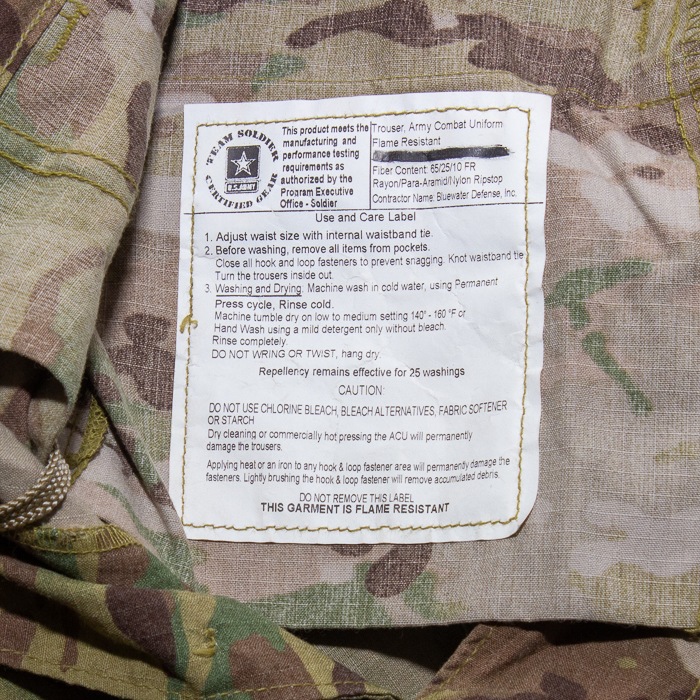 TEAM SOLDIER
CERTIFIED GEAR
U.S. ARMY
This product meets the
manufacturing and
performance testing
requirements as
authorized by the
Program Executive
Office - Soldier
Trouser, Army Combat Uniform
Flame Resistant
Fiber Content: 65/25/10 FR
Rayon/Para-Aramid/Nylon Ripstop
Contractor Name: Bluewater Defense, Inc.
Use and Care Label
1. Adjust waist size with internal waistband tie.
2. Before washing, remove all items from pockets.
Close all hook and loop fasteners to prevent snagging. Knot waistband tie
Turn the trousers inside out.
3. Washing and Drying. Machine wash in cold water, using Permanent
Press cycle, Rinse cold.
Machine tumble dry on low to medium setting 140° - 160 °F or
Hand Wash using a mild detergent only without bleach.
Rinse completely.
DO NOT WRING OR TWIST, hang dry.
Repellency remains effective for 25 washings
CAUTION:
DO NOT USE CHLORINE BLEACH, BLEACH ALTERNATIVES, FABRIC SOFTENER
OR STARCH
Dry cleaning or commercially hot pressing the ACU will permanently
damage the trousers.
Applying heat or an iron to any hook & loop fastener area will permanently damage the
fasteners. Lightly brushing the hook & loop fastener will remove accumulated debris.
DO NOT REMOVE THIS LABEL
THIS GARMENT IS FLAME RESISTANT